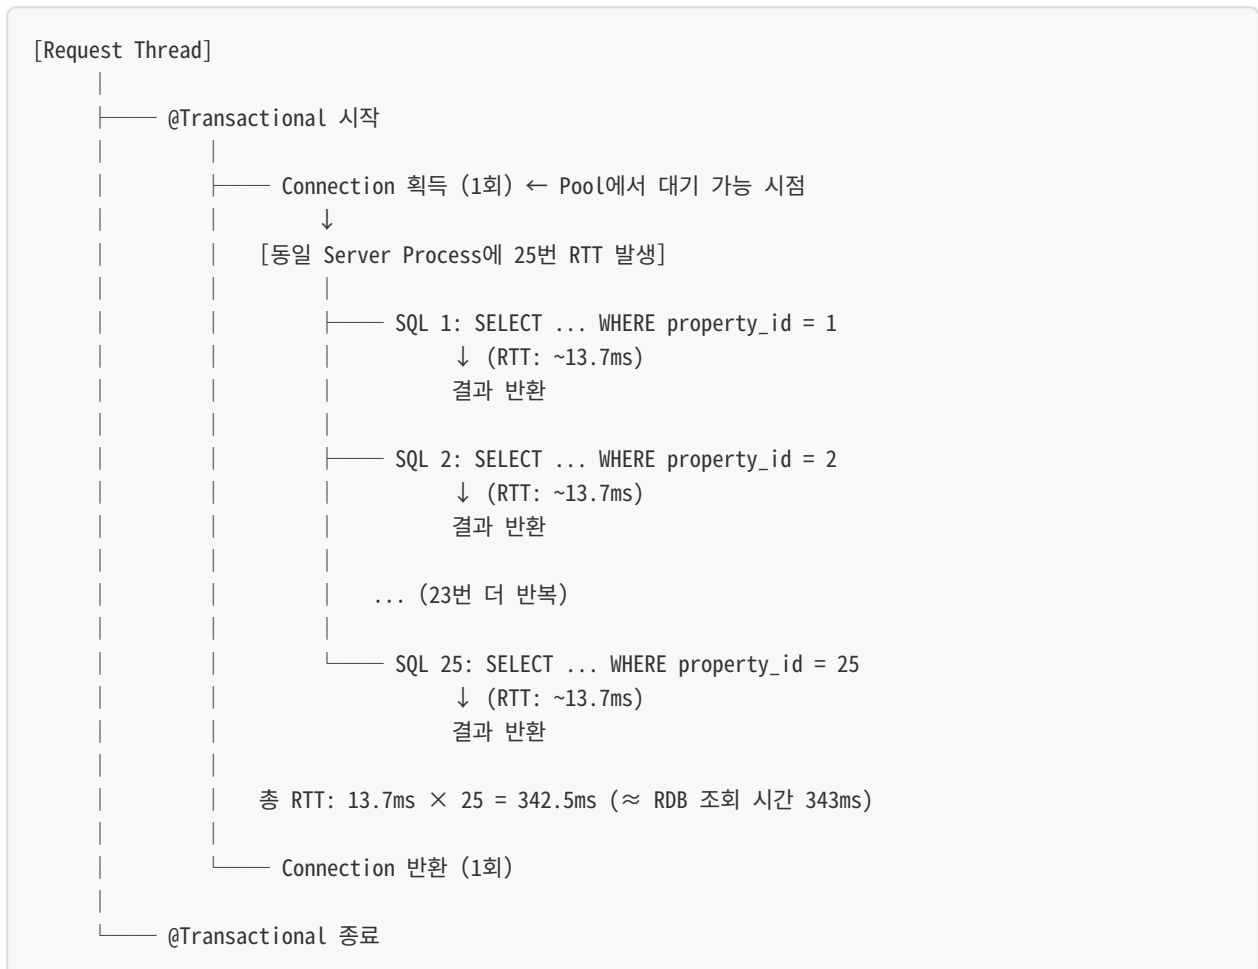 [Request Thread]
│
├── @Transactional 시작
│ │
│ ├── Connection 획득 (1회) ← Pool에서 대기 가능 시점
│ │ ↓
│ │ [동일 Server Process에 25번 RTT 발생]
│ │ │
│ │ ├── SQL 1: SELECT ... WHERE property_id = 1
│ │ │ ↓ (RTT: ~13.7ms)
│ │ │ 결과 반환
│ │ │
│ │ ├── SQL 2: SELECT ... WHERE property_id = 2
│ │ │ ↓ (RTT: ~13.7ms)
│ │ │ 결과 반환
│ │ │
│ │ │ ... (23번 더 반복)
│ │ │
│ │ └── SQL 25: SELECT ... WHERE property_id = 25
│ │ ↓ (RTT: ~13.7ms)
│ │ 결과 반환
│ │
│ │ 총 RTT: 13.7ms × 25 = 342.5ms (≈ RDB 조회 시간 343ms)
│ │
│ └── Connection 반환 (1회)
│
└── @Transactional 종료